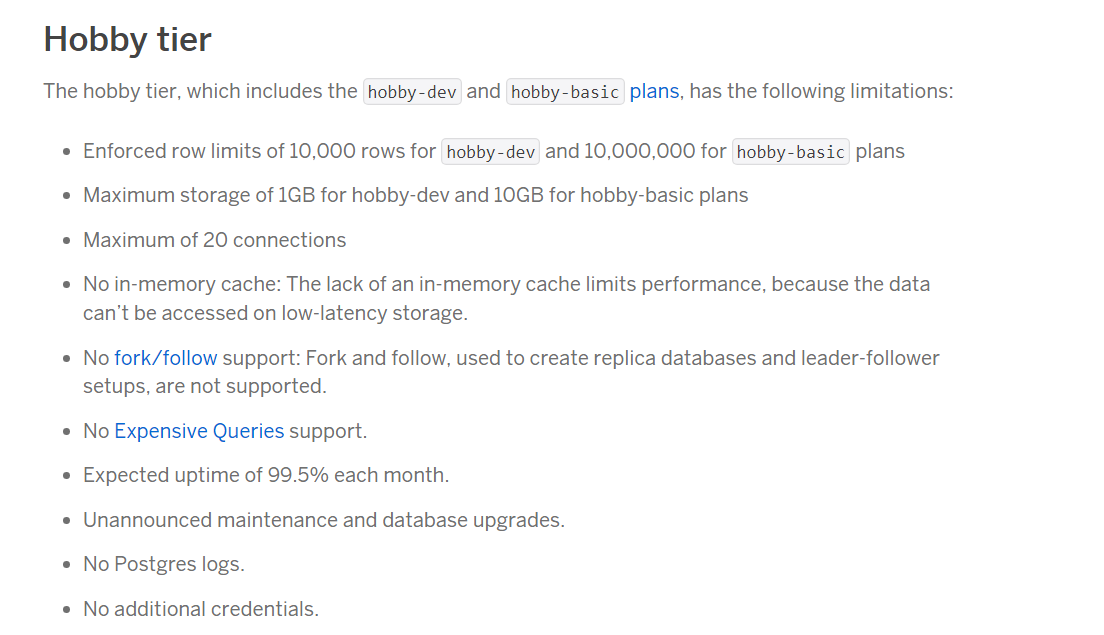 Hobby tier
The hobby tier, which includes the hobby-dev and hobby-basic plans, has the following limitations:
Enforced row limits of 10,000 rows for hobby-dev and 10,000,000 for hobby-basic plans
Maximum storage of 1GB for hobby-dev and 10GB for hobby-basic plans
Maximum of 20 connections
No in-memory cache: The lack of an in-memory cache limits performance, because the data
can’t be accessed on low-latency storage.
No fork/follow support: Fork and follow, used to create replica databases and leader-follower
setups, are not supported.
No Expensive Queries support.
Expected uptime of 99.5% each month.
Unannounced maintenance and database upgrades.
No Postgres logs.
No additional credentials.